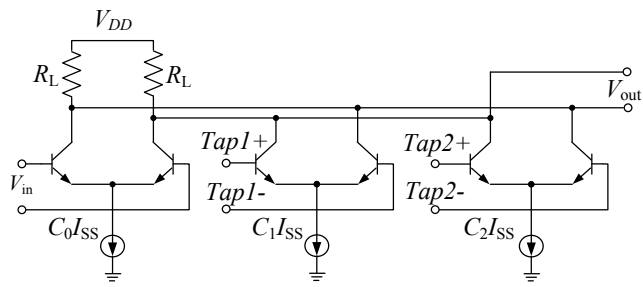 V_DD
R_L
R_L
V_out
Tap1+
Tap2+
V_in
Tap1-
Tap2-
C_0I_SS
C_1I_SS
C_2I_SS